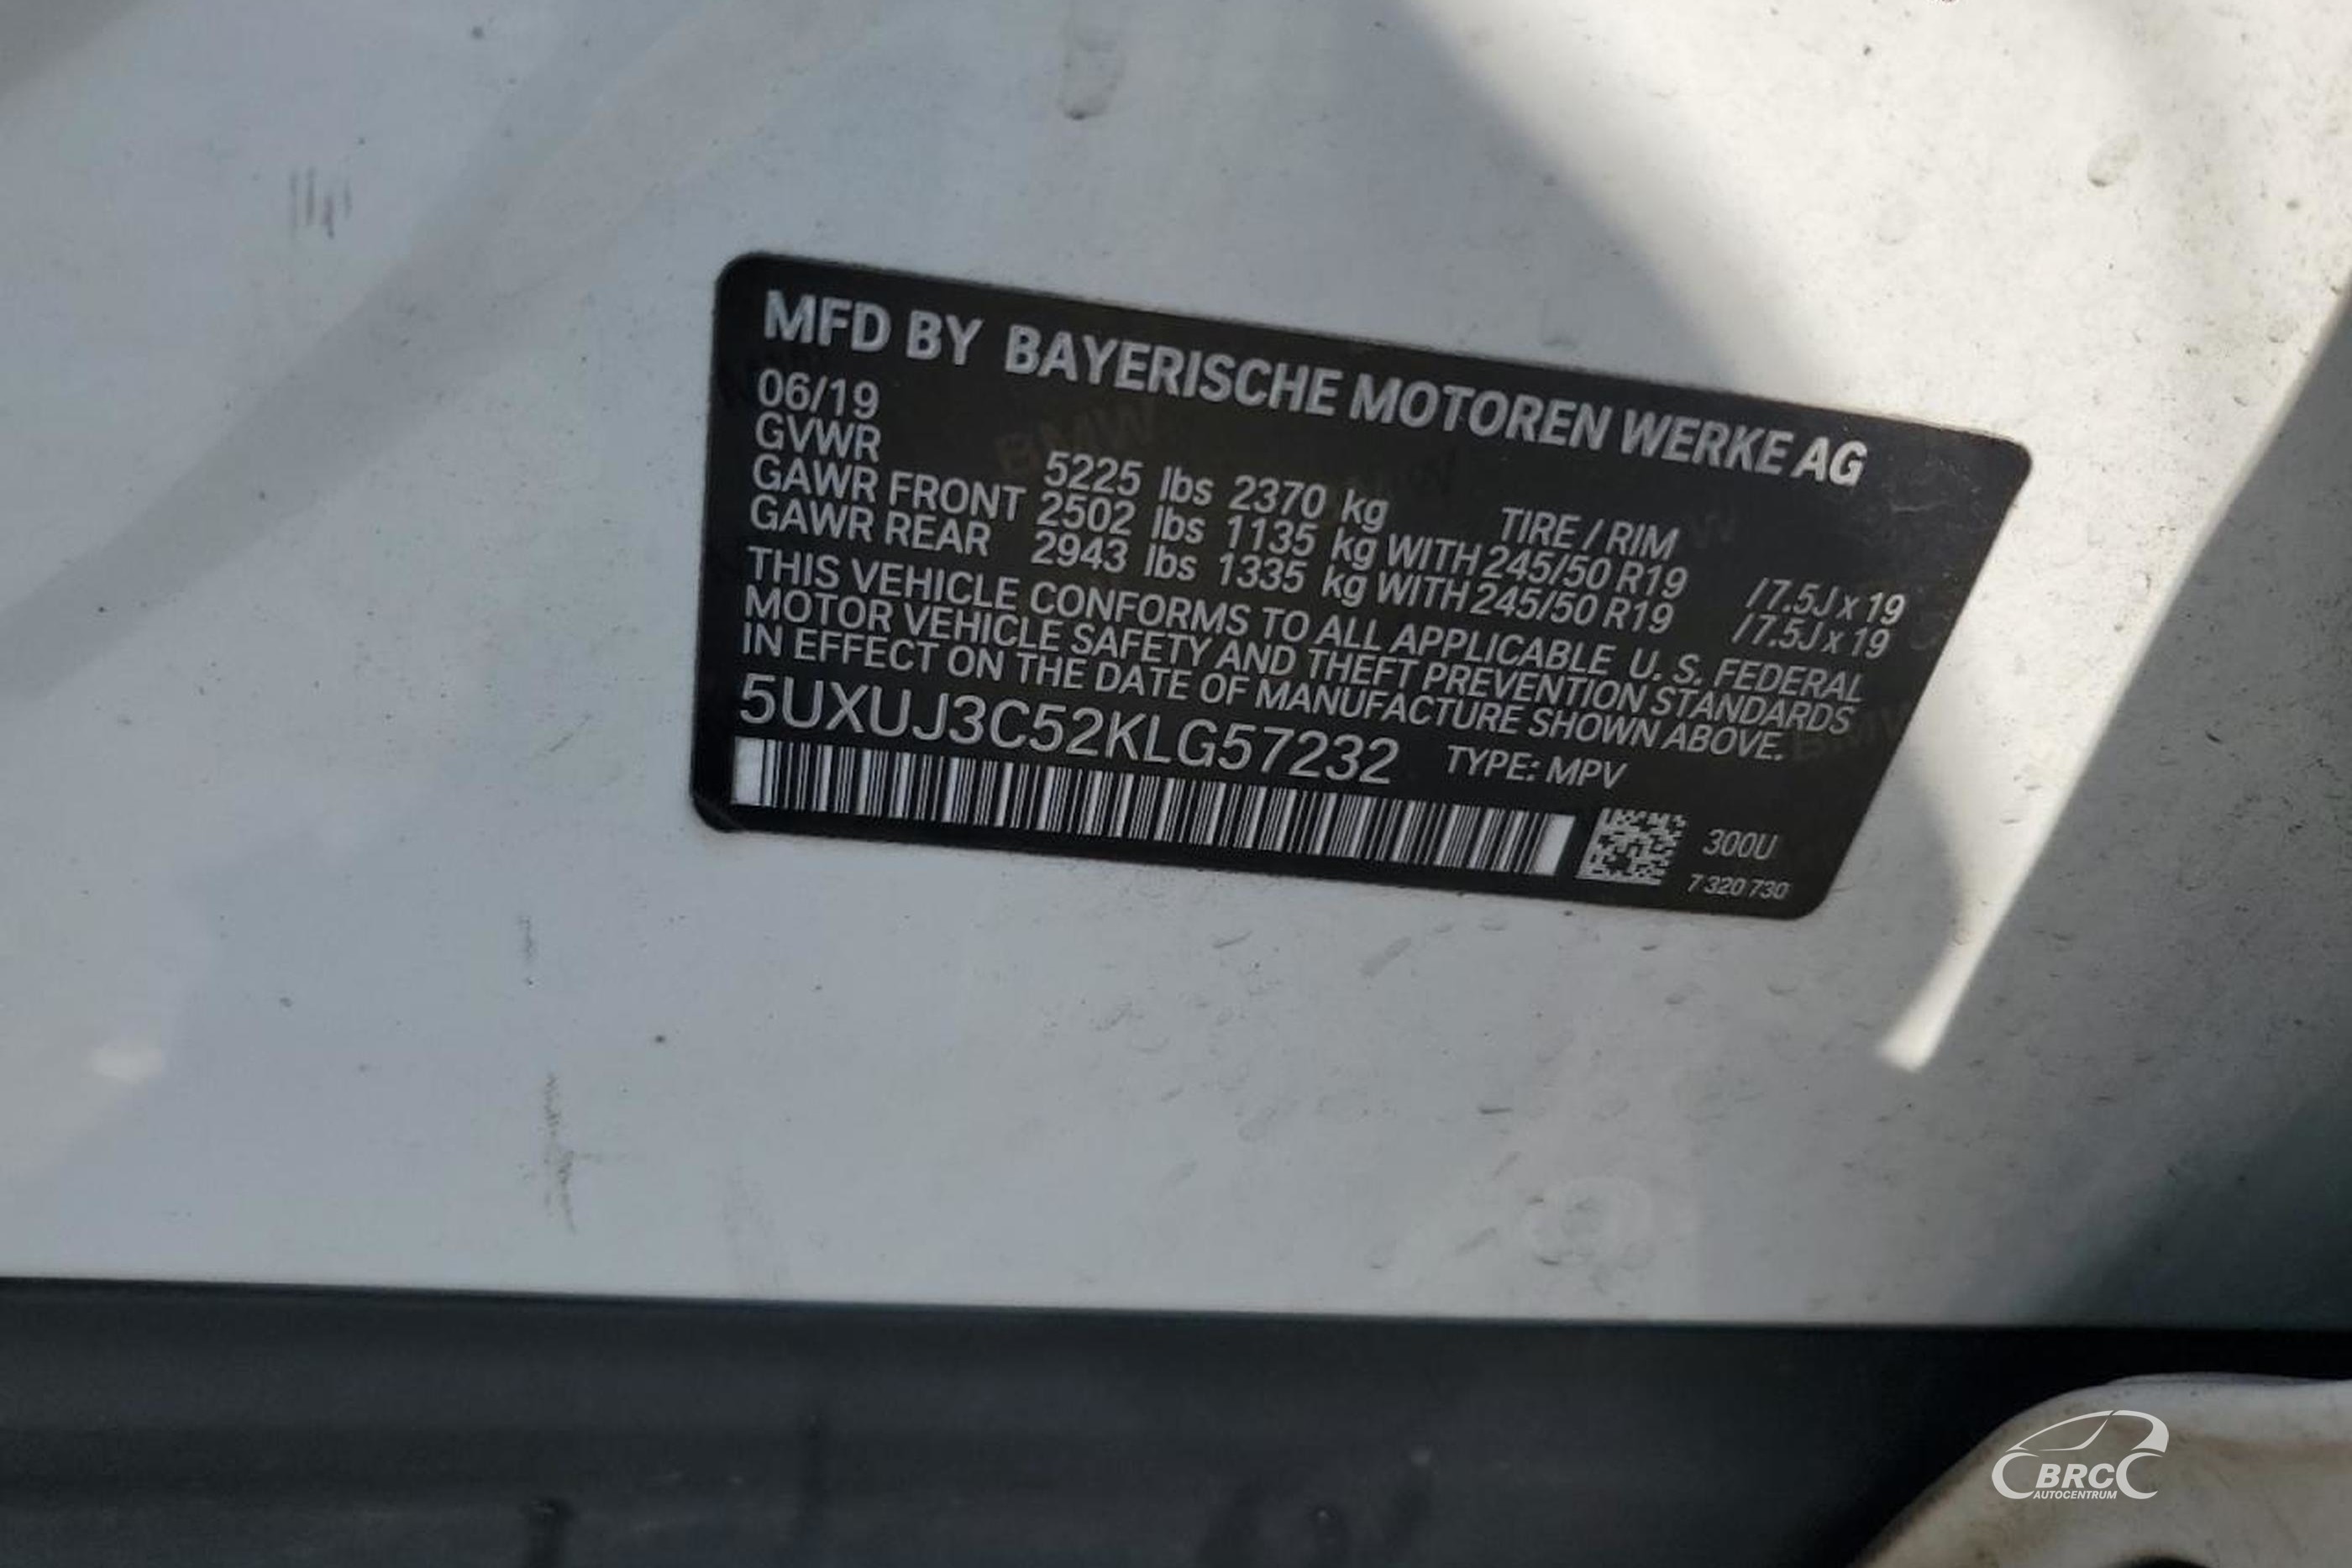 MFD BY BAYERISCHE MOTOREN WERKE AG
06/19
GVWR 5225 lbs 2370 kg TIRE / RIM
GAWR FRONT 2502 lbs 1135 kg WITH 245/50 R19 / 7.5J x 19
GAWR REAR 2943 lbs 1335 kg WITH 245/50 R19 / 7.5J x 19
THIS VEHICLE CONFORMS TO ALL APPLICABLE U. S. FEDERAL
MOTOR VEHICLE SAFETY AND THEFT PREVENTION STANDARDS
IN EFFECT ON THE DATE OF MANUFACTURE SHOWN ABOVE.
5UXUJ3C52KLG57232 TYPE: MPV
300U
7 320 730
BRC
AUTOCENTRUM